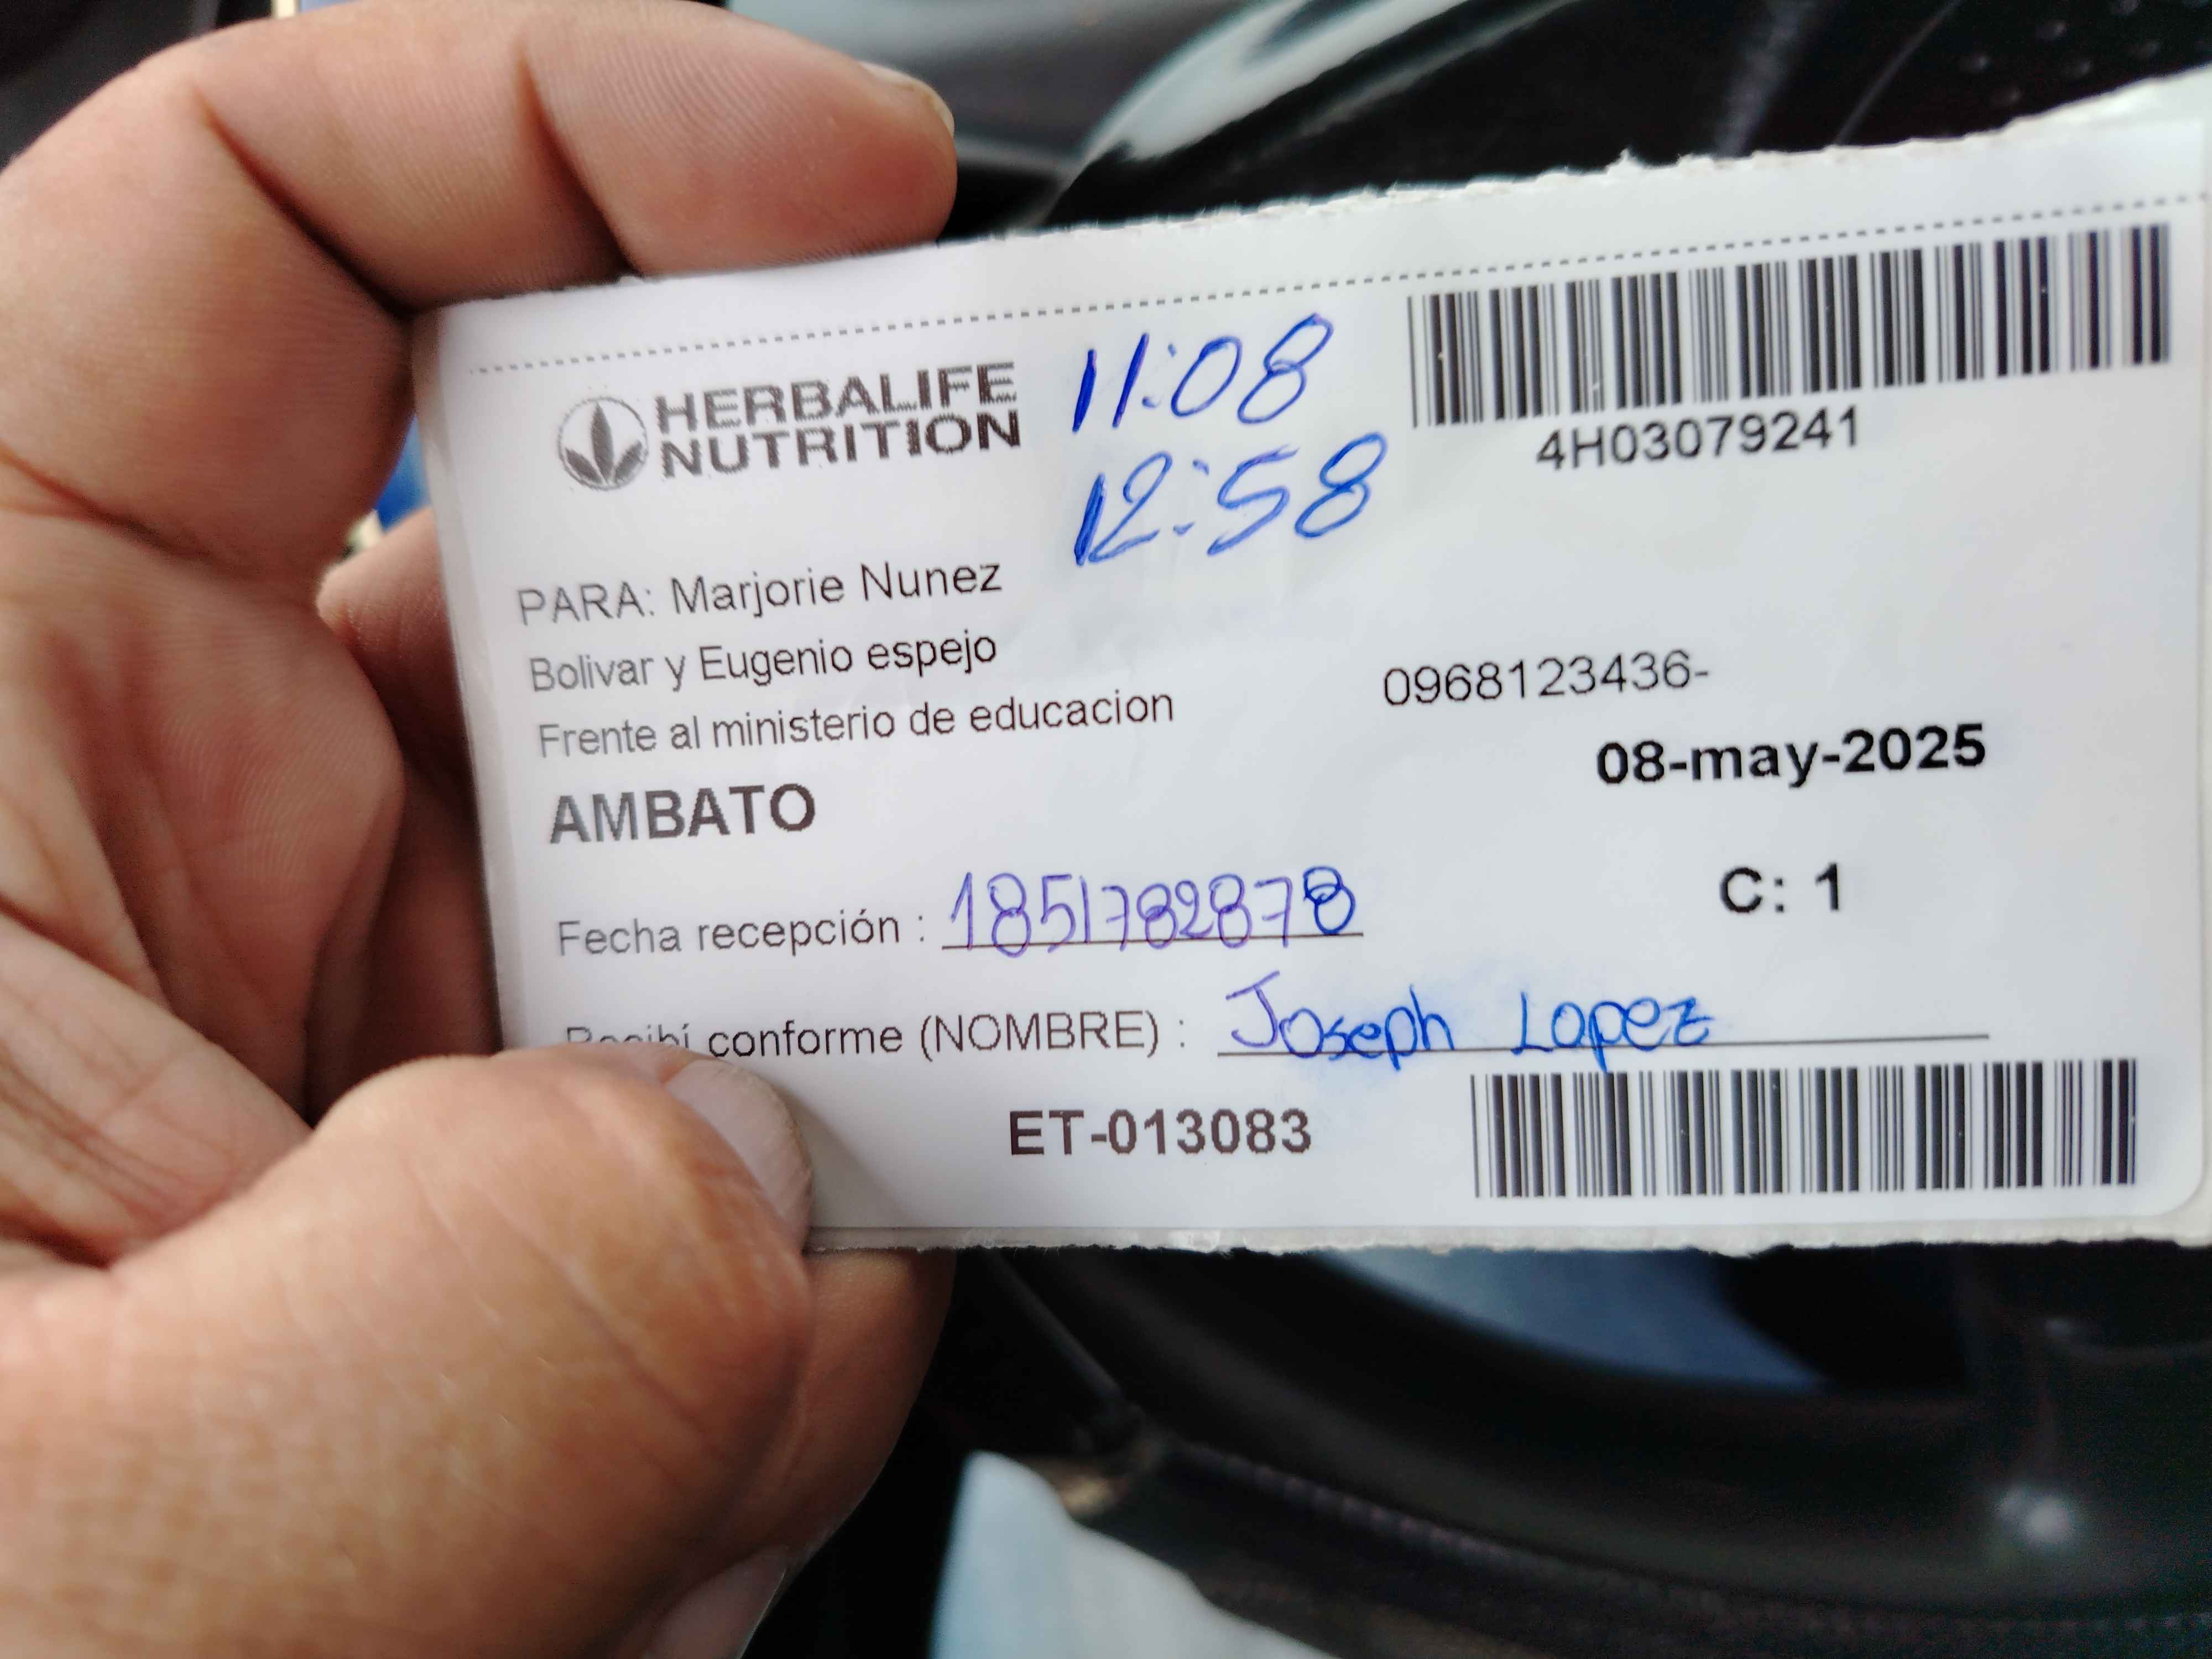 HERBALIFE
NUTRITION
11:08
12:58
4H03079241
PARA: Marjorie Nunez
Bolivar y Eugenio espejo
Frente al ministerio de educacion
0968123436-
08-may-2025
AMBATO
C: 1
Fecha recepción : 1851782878
Recibí conforme (NOMBRE) : Joseph Lopez
ET-013083